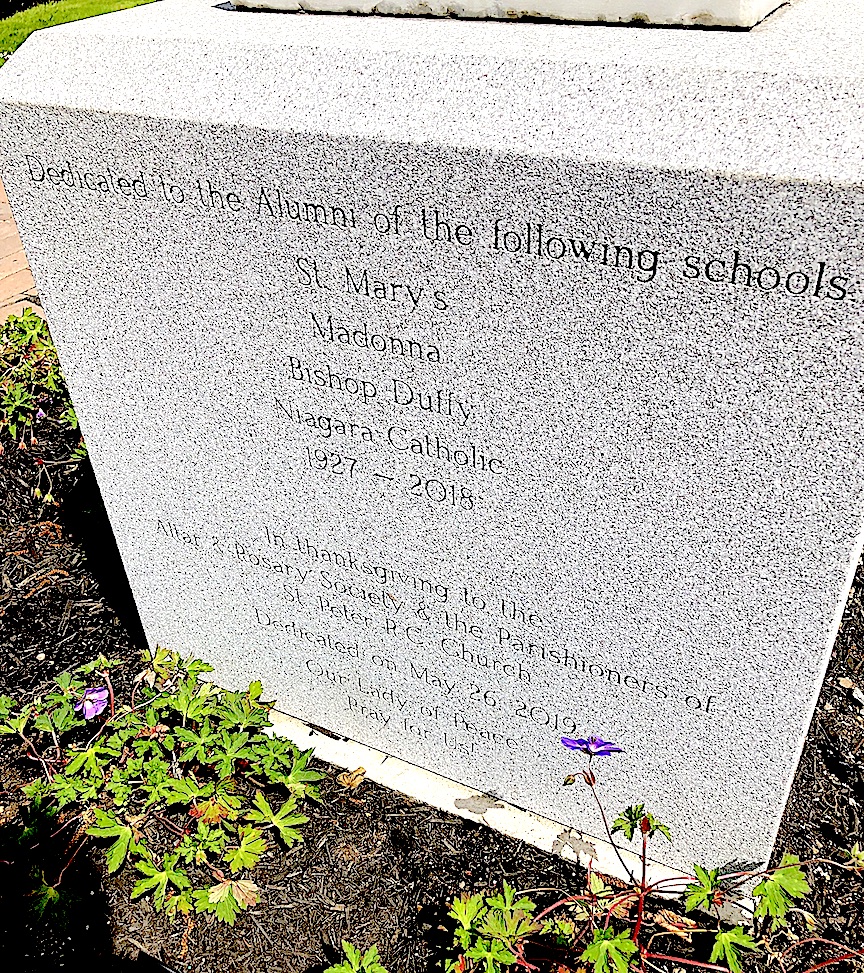 Dedicated to the Alumni of the following schools
St. Mary's
Madonna
Bishop Duffy
Niagara Catholic
1927 – 2018
In thanksgiving to the
Altar & Rosary Society & the Parishioners of
St. Peter R.C. Church
Dedicated on May 26, 2019
Our Lady of Peace
Pray for Us!